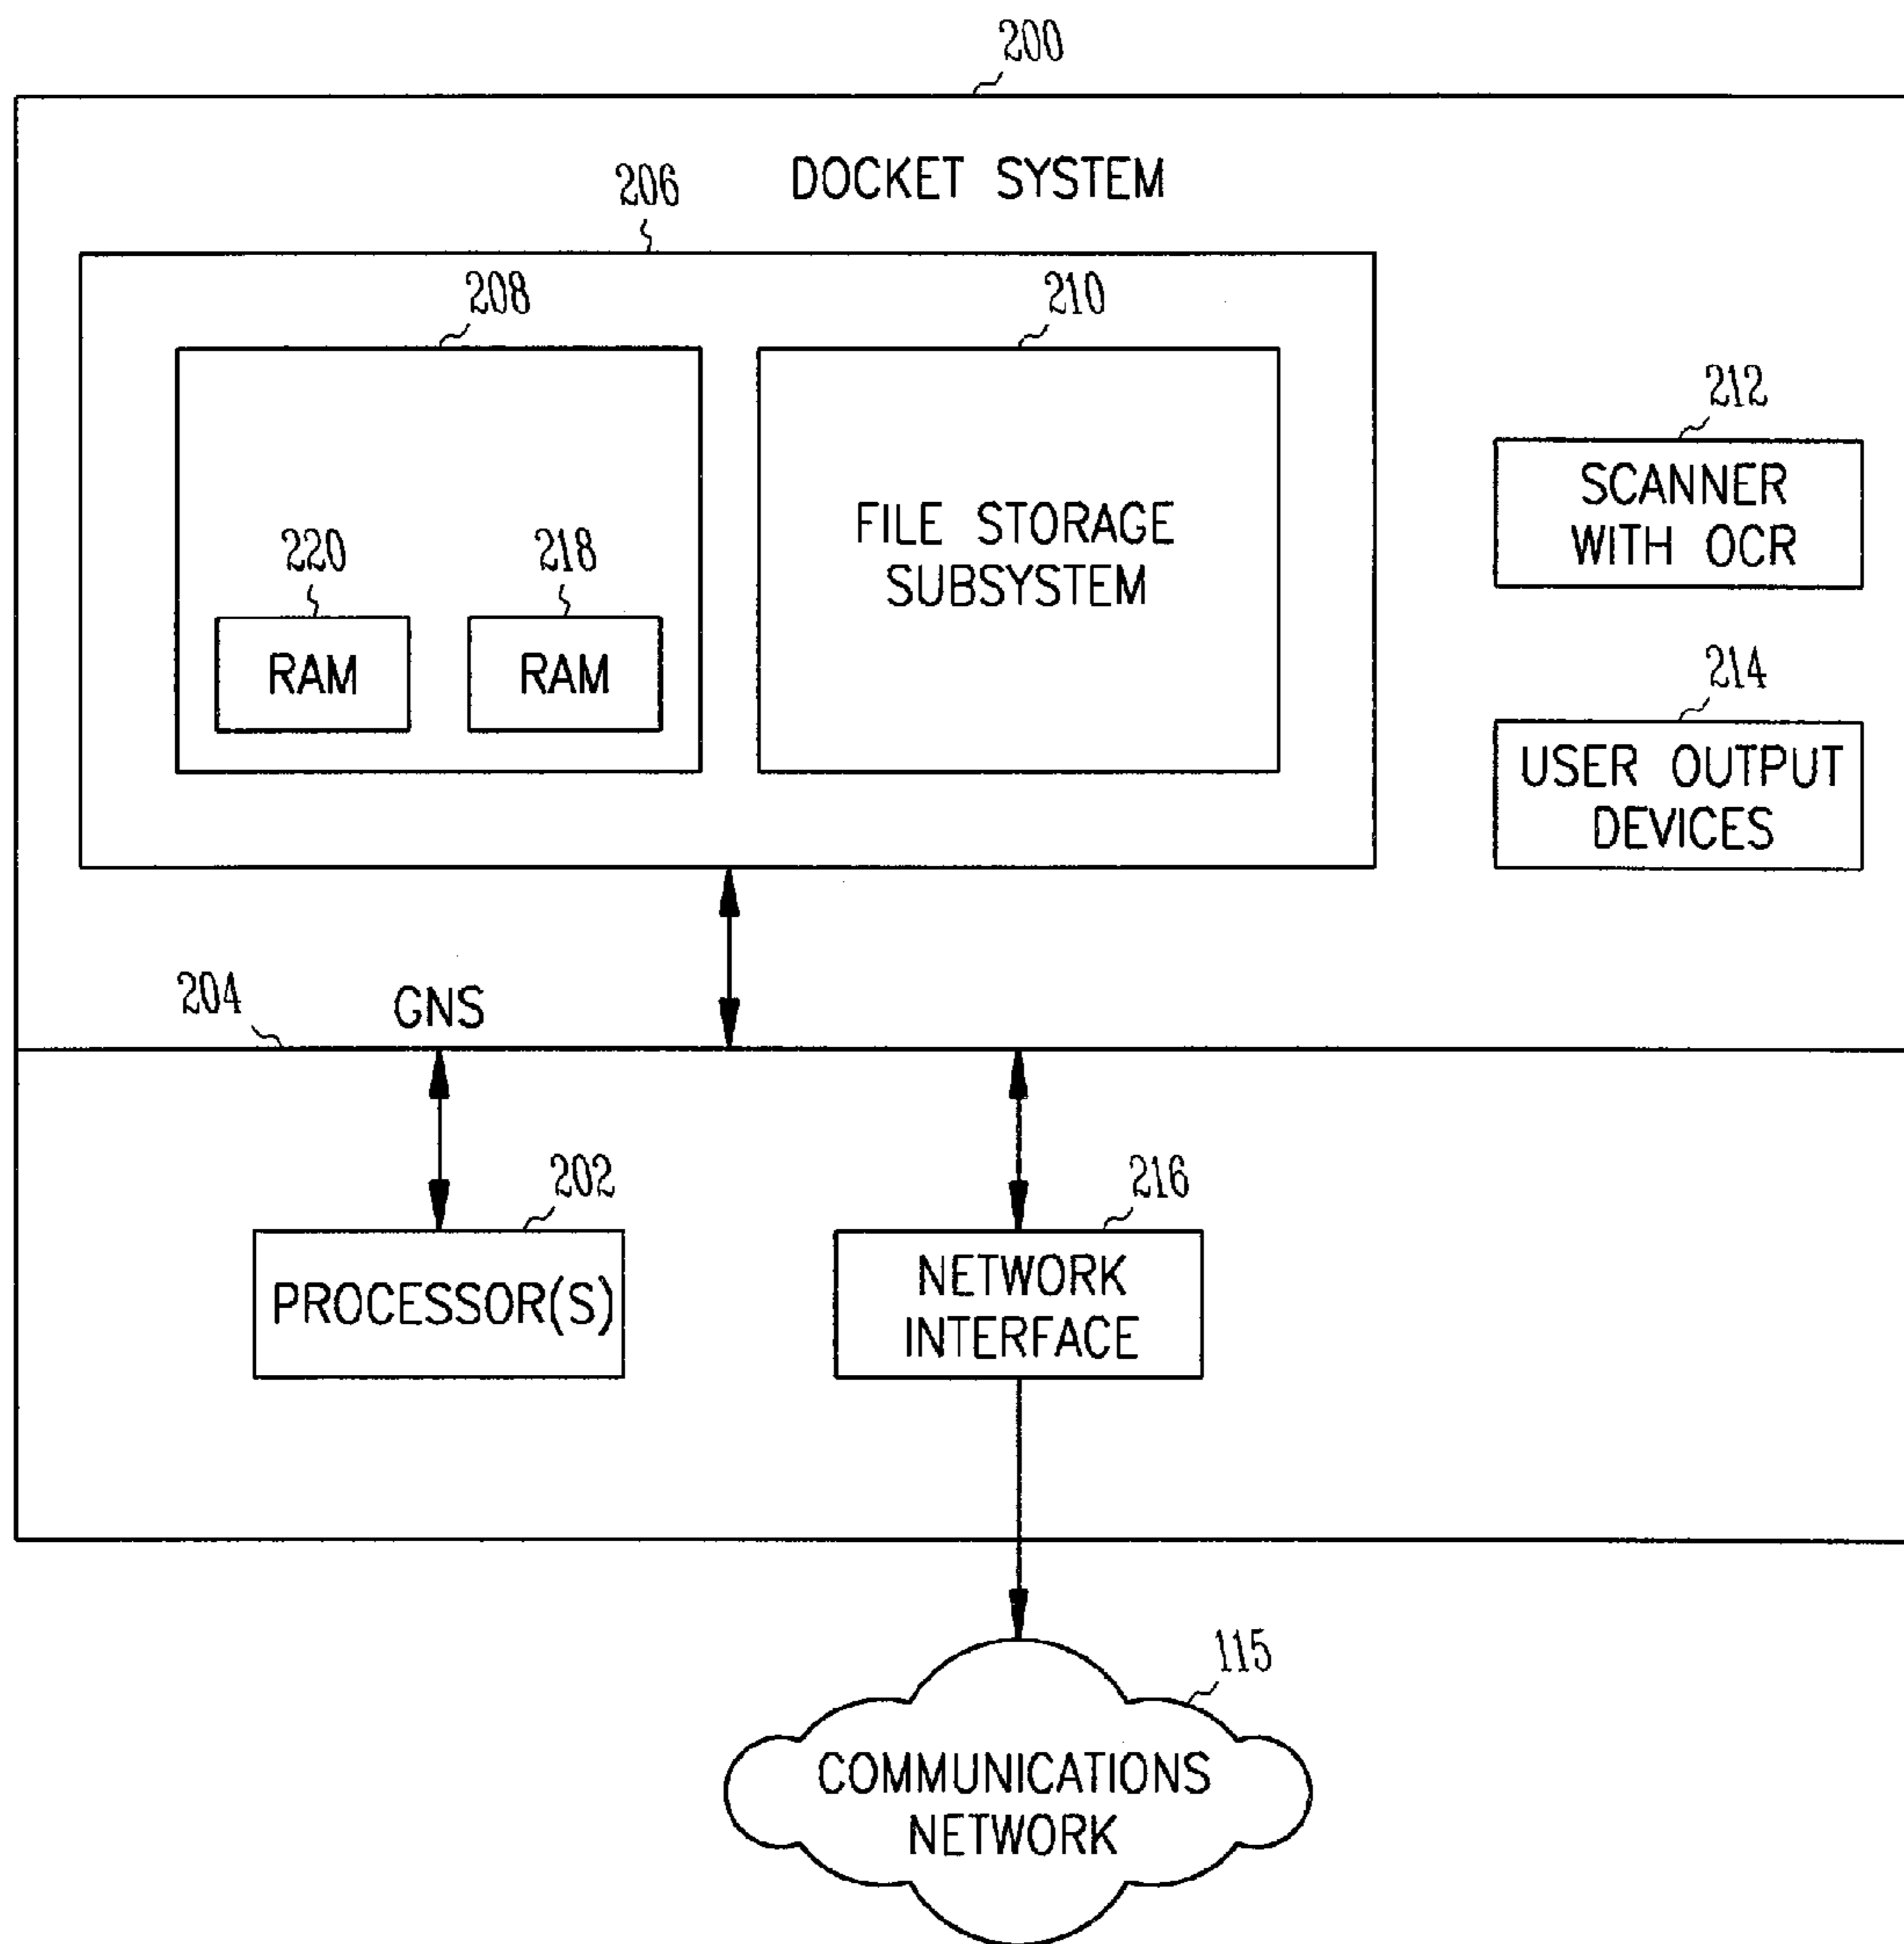 200
DOCKET SYSTEM
206
208
210
212
SCANNER
WITH OCR
220
218
FILE STORAGE
SUBSYSTEM
RAM
RAM
214
USER OUTPUT
DEVICES
204
GNS
202
216
PROCESSOR(S)
NETWORK
INTERFACE
115
COMMUNICATIONS
NETWORK